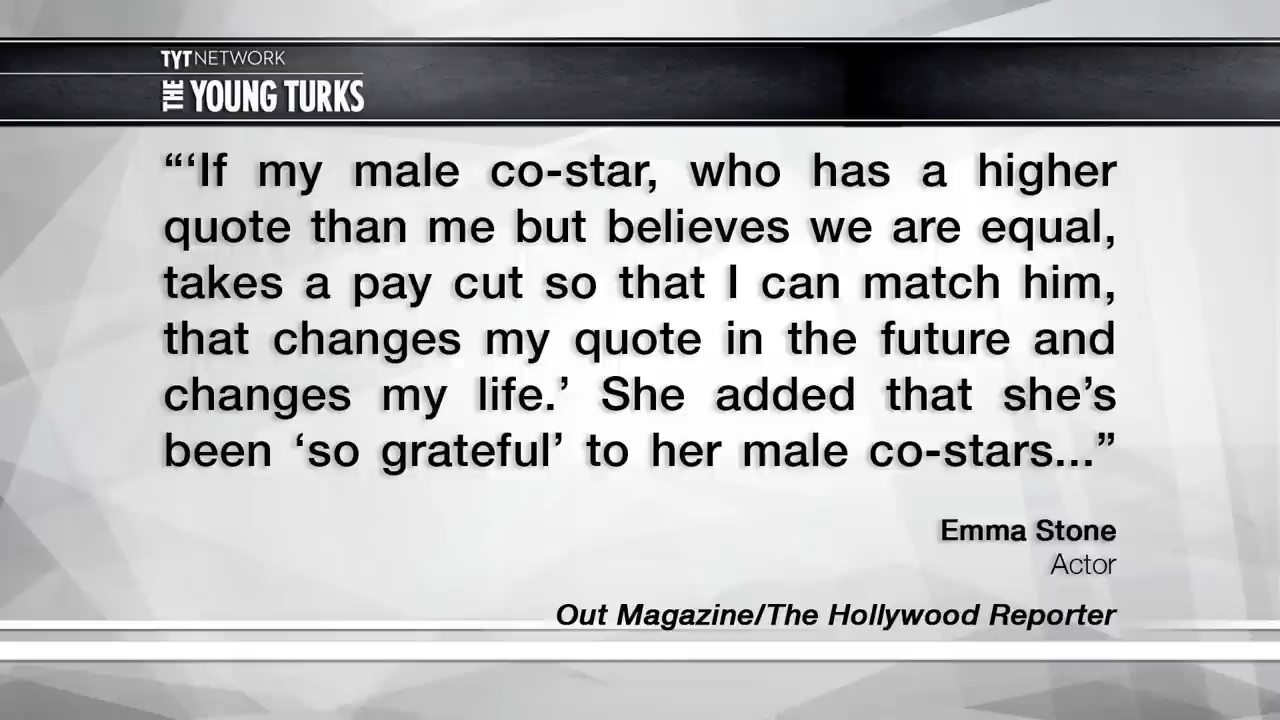 TYT NETWORK
THE YOUNG TURKS
“‘If my male co-star, who has a higher
quote than me but believes we are equal,
takes a pay cut so that I can match him,
that changes my quote in the future and
changes my life.’ She added that she’s
been ‘so grateful’ to her male co-stars...”
Emma Stone
Actor
Out Magazine/The Hollywood Reporter